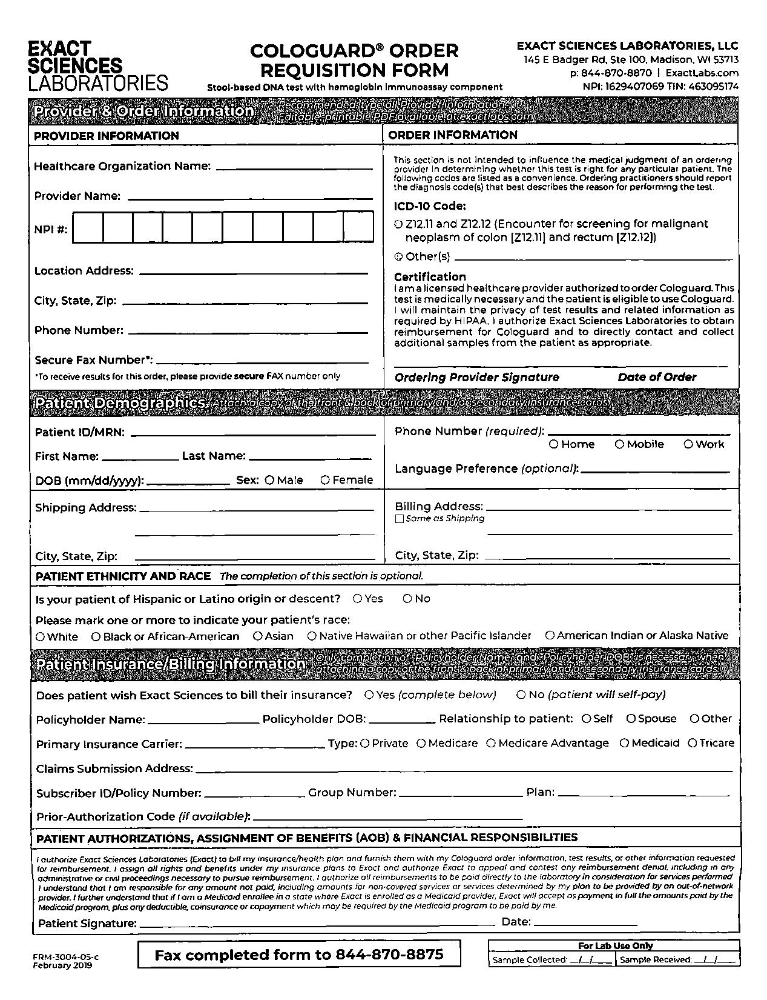 EXACT
SCIENCES
LABORATORIES
COLOGUARD® ORDER
REQUISITION FORM
Stool-based DNA test with hemoglobin immunoassay component
EXACT SCIENCES LABORATORIES, LLC
145 E Badger Rd, Ste 100, Madison, WI 53713
p: 844-870-8870 | ExactLabs.com
NPI: 1629407069 TIN: 463095174
Provider & Order Information
Recommended type all Provider Information.
Editable-printable PDF available at exactlabs.com
PROVIDER INFORMATION
Healthcare Organization Name:
Provider Name:
NPI #:
Location Address:
City, State, Zip:
Phone Number:
Secure Fax Number*:
*To receive results for this order, please provide secure FAX number only
ORDER INFORMATION
This section is not intended to influence the medical judgment of an ordering
provider in determining whether this test is right for any particular patient. The
following codes are listed as a convenience. Ordering practitioners should report
the diagnosis code(s) that best describes the reason for performing the test.
ICD-10 Code:
Z12.11 and Z12.12 (Encounter for screening for malignant
neoplasm of colon [Z12.11] and rectum [Z12.12])
Other(s)
Certification
I am a licensed healthcare provider authorized to order Cologuard. This
test is medically necessary and the patient is eligible to use Cologuard.
I will maintain the privacy of test results and related information as
required by HIPAA. I authorize Exact Sciences Laboratories to obtain
reimbursement for Cologuard and to directly contact and collect
additional samples from the patient as appropriate.
Ordering Provider Signature Date of Order
Patient Demographics Attach a copy of the front & back of primary and/or secondary insurance cards.
Patient ID/MRN:
First Name: Last Name:
DOB (mm/dd/yyyy): Sex: O Male O Female
Phone Number (required):
O Home O Mobile O Work
Language Preference (optional):
Shipping Address:
City, State, Zip:
Billing Address:
Same as Shipping
City, State, Zip:
PATIENT ETHNICITY AND RACE The completion of this section is optional.
Is your patient of Hispanic or Latino origin or descent? O Yes O No
Please mark one or more to indicate your patient's race:
O White O Black or African-American O Asian O Native Hawaiian or other Pacific Islander O American Indian or Alaska Native
Patient Insurance/Billing Information
Only completion of Policyholder Name and Policyholder DOB is necessary when
attaching a copy of the front & back of primary and/or secondary insurance cards.
Does patient wish Exact Sciences to bill their insurance? O Yes (complete below) O No (patient will self-pay)
Policyholder Name: Policyholder DOB: Relationship to patient: O Self O Spouse O Other
Primary Insurance Carrier: Type: O Private O Medicare O Medicare Advantage O Medicaid O Tricare
Claims Submission Address:
Subscriber ID/Policy Number: Group Number: Plan:
Prior-Authorization Code (if available):
PATIENT AUTHORIZATIONS, ASSIGNMENT OF BENEFITS (AOB) & FINANCIAL RESPONSIBILITIES
I authorize Exact Sciences Laboratories (Exact) to bill my insurance/health plan and furnish them with my Cologuard order information, test results, or other information requested
for reimbursement. I assign all rights and benefits under my insurance plans to Exact and authorize Exact to appeal and contest any reimbursement denial, including in any
administrative or civil proceedings necessary to pursue reimbursement. I authorize all reimbursements to be paid directly to the laboratory in consideration for services performed
I understand that I am responsible for any amount not paid, including amounts for non-covered services or services determined by my plan to be provided by an out-of-network
provider. I further understand that if I am a Medicaid enrollee in a state where Exact is enrolled as a Medicaid provider, Exact will accept as payment in full the amounts paid by the
Medicaid program, plus any deductible, coinsurance or copayment which may be required by the Medicaid program to be paid by me.
Patient Signature: Date:
FRM-3004-05-c
February 2019
Fax completed form to 844-870-8875
For Lab Use Only
Sample Collected: _/_/_ Sample Received: _/_/_